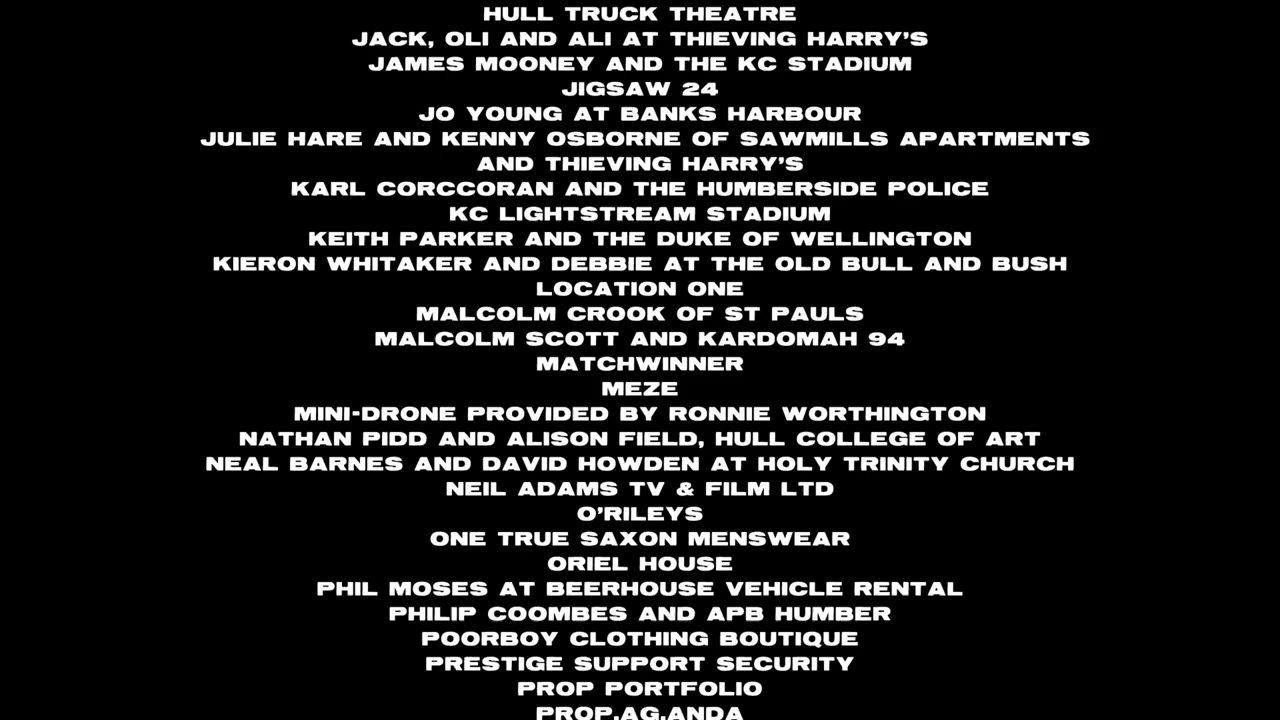 HULL TRUCK THEATRE
JACK, OLI AND ALI AT THIEVING HARRY'S
JAMES MOONEY AND THE KC STADIUM
JIGSAW 24
JO YOUNG AT BANKS HARBOUR
JULIE HARE AND KENNY OSBORNE OF SAWMILLS APARTMENTS
AND THIEVING HARRY'S
KARL CORCCORAN AND THE HUMBERSIDE POLICE
KC LIGHTSTREAM STADIUM
KEITH PARKER AND THE DUKE OF WELLINGTON
KIERON WHITAKER AND DEBBIE AT THE OLD BULL AND BUSH
LOCATION ONE
MALCOLM CROOK OF ST PAULS
MALCOLM SCOTT AND KARDOMAH 94
MATCHWINNER
MEZE
MINI-DRONE PROVIDED BY RONNIE WORTHINGTON
NATHAN PIDD AND ALISON FIELD, HULL COLLEGE OF ART
NEAL BARNES AND DAVID HOWDEN AT HOLY TRINITY CHURCH
NEIL ADAMS TV & FILM LTD
O'RILEYS
ONE TRUE SAXON MENSWEAR
ORIEL HOUSE
PHIL MOSES AT BEERHOUSE VEHICLE RENTAL
PHILIP COOMBES AND APB HUMBER
POORBOY CLOTHING BOUTIQUE
PRESTIGE SUPPORT SECURITY
PROP PORTFOLIO
PROP.AG.ANDA